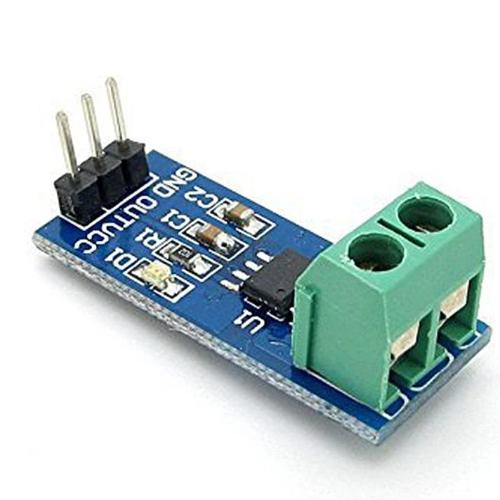 GND OUT VCC
C2
C1
R1
D1
U1